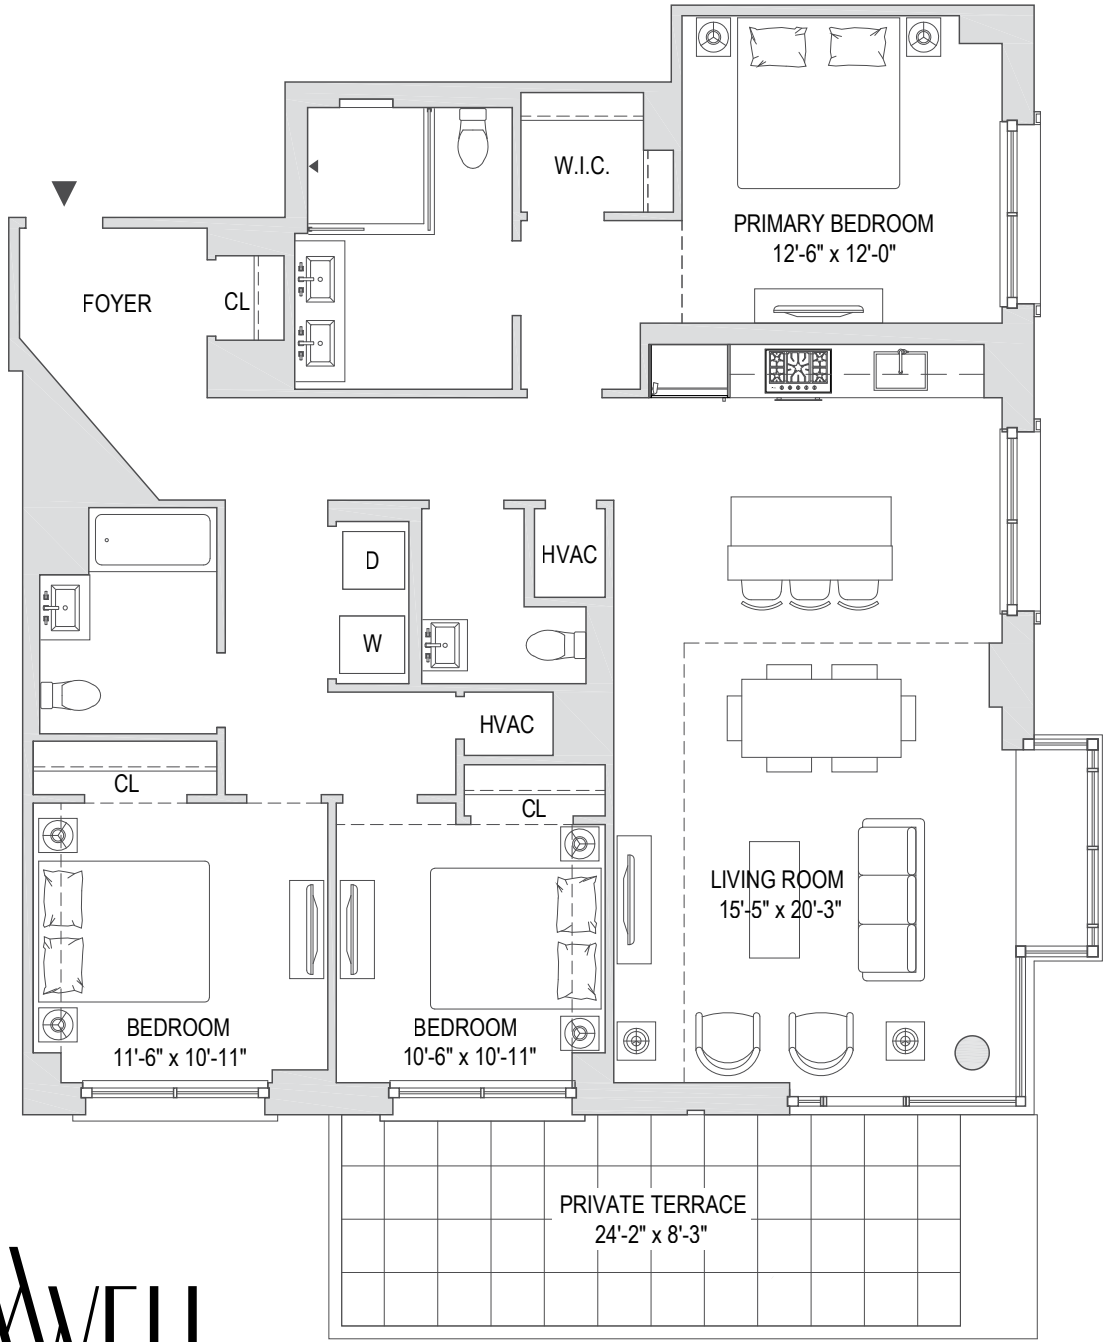 W.I.C.
PRIMARY BEDROOM
12'-6" x 12'-0"
FOYER
CL
D
HVAC
W
HVAC
CL
CL
LIVING ROOM
15'-5" x 20'-3"
BEDROOM
11'-6" x 10'-11"
BEDROOM
10'-6" x 10'-11"
PRIVATE TERRACE
24'-2" x 8'-3"